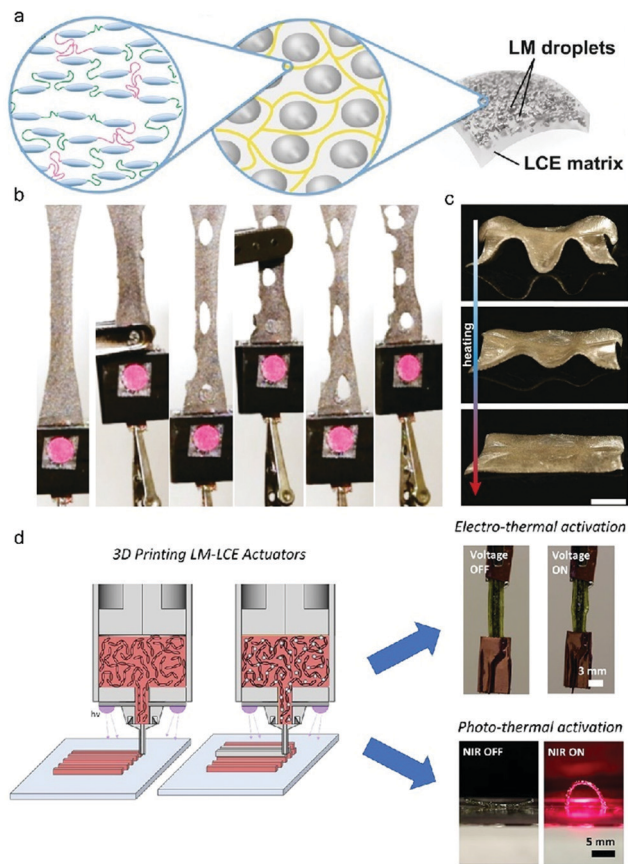 a
LM droplets
LCE matrix
b
c
heating
d
3D Printing LM-LCE Actuators
hν
Electro-thermal activation
Voltage
OFF
Voltage
ON
3 mm
Photo-thermal activation
NIR OFF
NIR ON
5 mm